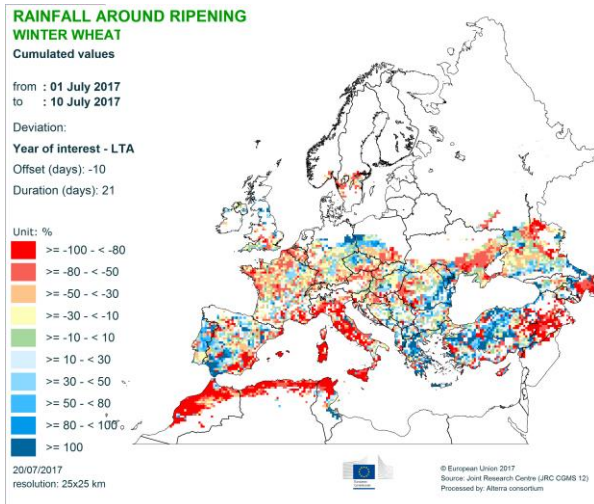 RAINFALL AROUND RIPENING
WINTER WHEAT
Cumulated values
from : 01 July 2017
to : 10 July 2017
Deviation:
Year of interest - LTA
Offset (days): -10
Duration (days): 21
Unit: %
>= -100 - < -80
>= -80 - < -50
>= -50 - < -30
>= -30 - < -10
>= -10 - < 10
>= 10 - < 30
>= 30 - < 50
>= 50 - < 80
>= 80 - < 100
>= 100
20/07/2017
resolution: 25x25 km
European
Commission
© European Union 2017
Source: Joint Research Centre (JRC CGMS 12)
Processed by: Alterra consortium